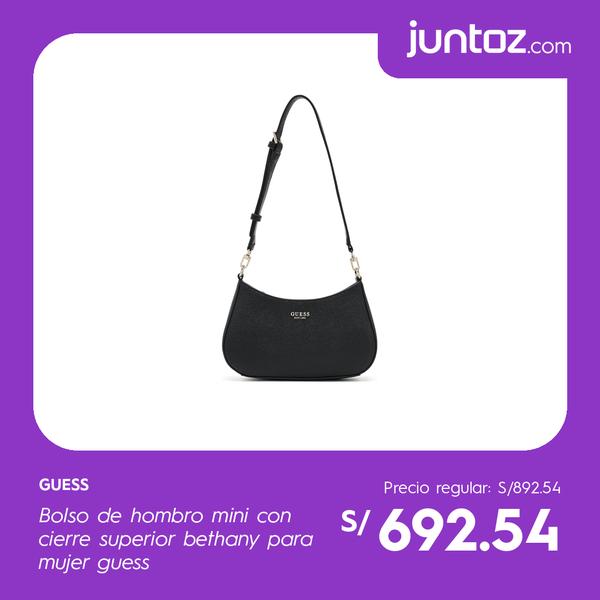 juntoz.com
GUESS
GUESS
Bolso de hombro mini con
cierre superior bethany para
mujer guess
Precio regular: S/892.54
S/ 692.54